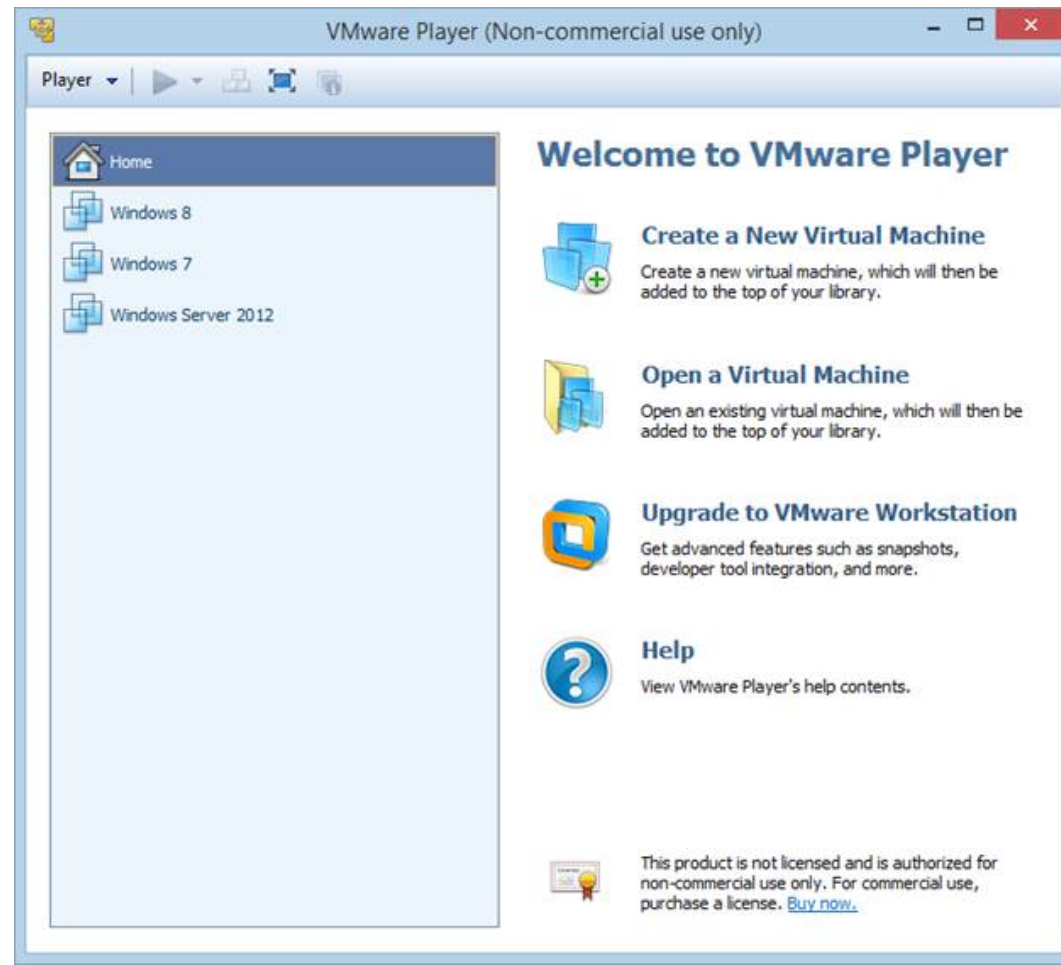 VMware Player (Non-commercial use only)
Player
Home
Windows 8
Windows 7
Windows Server 2012
Welcome to VMware Player
Create a New Virtual Machine
Create a new virtual machine, which will then be
added to the top of your library.
Open a Virtual Machine
Open an existing virtual machine, which will then be
added to the top of your library.
Upgrade to VMware Workstation
Get advanced features such as snapshots,
developer tool integration, and more.
Help
View VMware Player's help contents.
This product is not licensed and is authorized for
non-commercial use only. For commercial use,
purchase a license. Buy now.